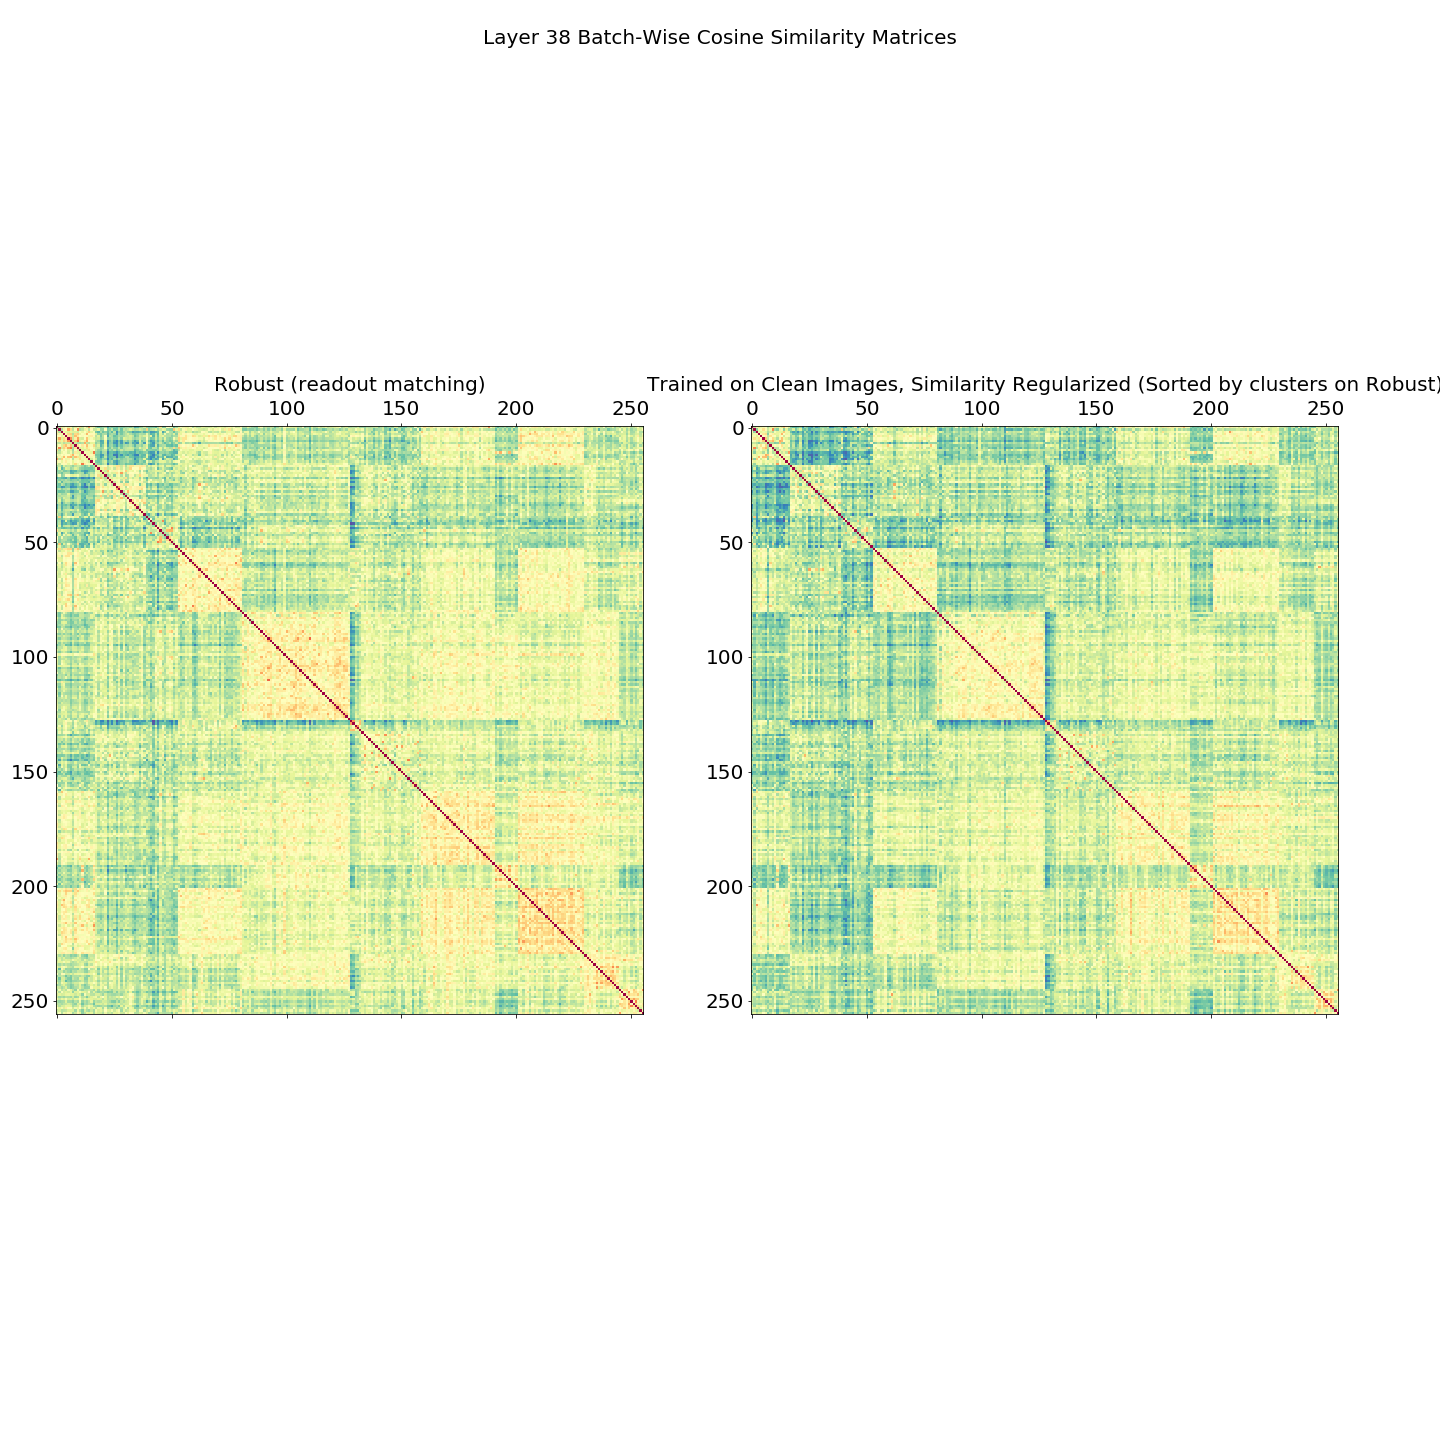 Layer 38 Batch-Wise Cosine Similarity Matrices
Robust (readout matching)
Trained on Clean Images, Similarity Regularized (Sorted by clusters on Robust)
0 50 100 150 200 250
0 50 100 150 200 250
0
50
100
150
200
250
0
50
100
150
200
250